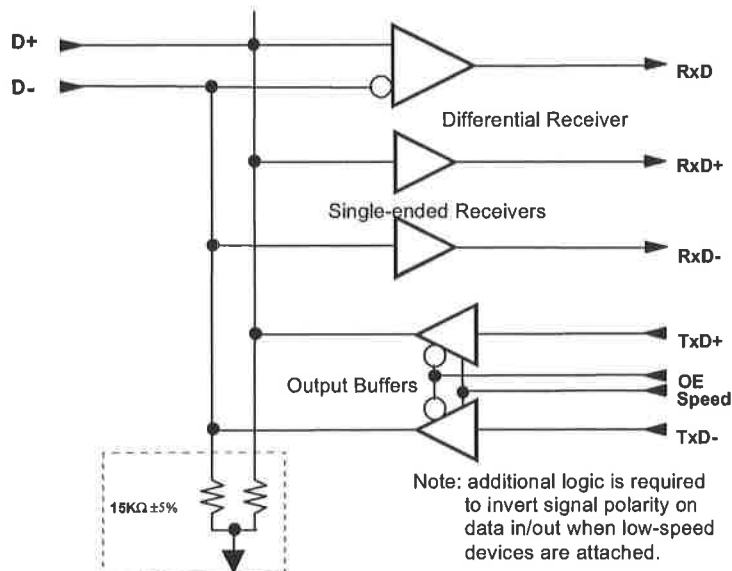 D+
D-
RxD
Differential Receiver
RxD+
Single-ended Receivers
RxD-
TxD+
Output Buffers
OE
Speed
TxD-
15KΩ ±5%
Note: additional logic is required
to invert signal polarity on
data in/out when low-speed
devices are attached.